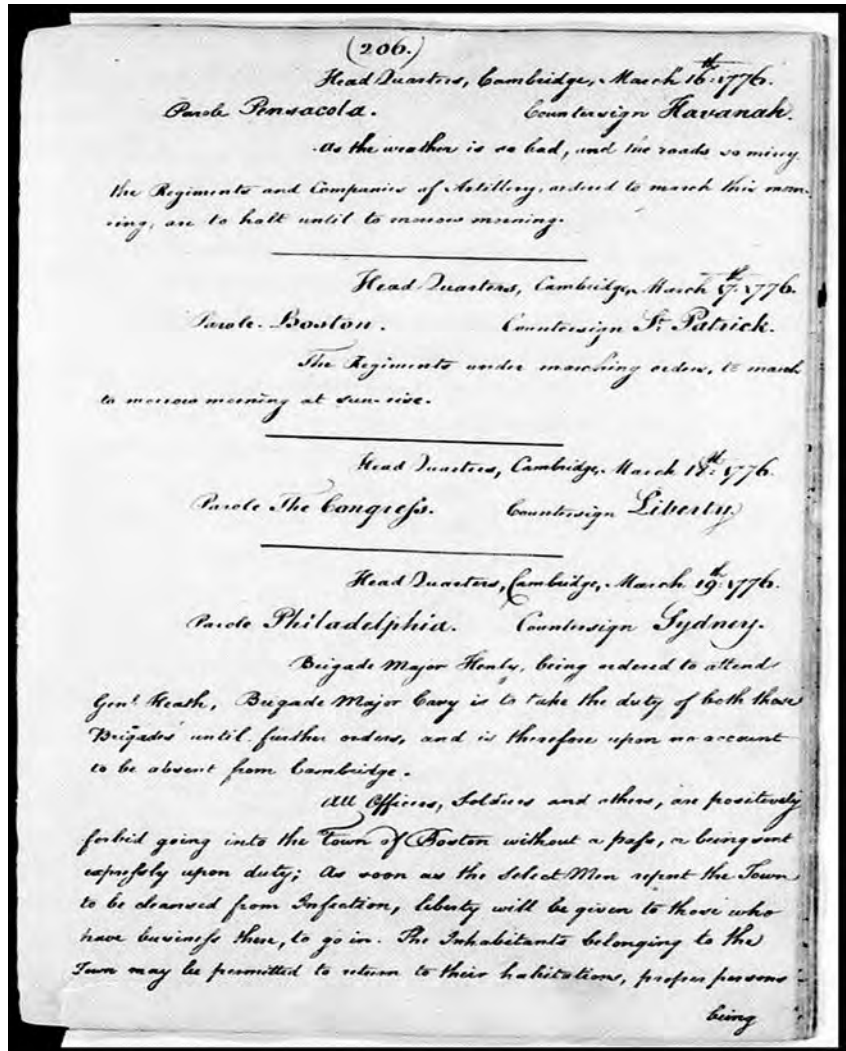 (206.)
Head Quarters, Cambridge, March 16th: 1776.
Parole Pensacola. Countersign Havanah.
As the weather is so bad, and the roads so mirey
the Regiments and Companies of Artillery, ordered to march this mor-
ning, are to halt until to morrow morning.
Head Quarters, Cambridge, March 17th: 1776.
Parole. Boston. Countersign St. Patrick.
The Regiments under marching orders, to march
to morrow morning at sun-rise.
Head Quarters, Cambridge, March 18th: 1776.
Parole The Congress. Countersign Liberty
Head Quarters, Cambridge, March 19th: 1776.
Parole Philadelphia. Countersign Sydney.
Brigade Major Henly, being ordered to attend
Genl. Heath, Brigade Major Cary is to take the duty of both those
Brigades until further orders, and is therefore upon no account
to be absent from Cambridge.
All Officers, Soldiers and others, are positively
forbid going into the Town of Boston without a pass, or being sent
expressly upon duty; As soon as the Select Men report the Town
to be cleansed from Infection, liberty will be given to those who
have business there, to go in. The Inhabitants belonging to the
Town may be permitted to return to their habitations, proper persons
being